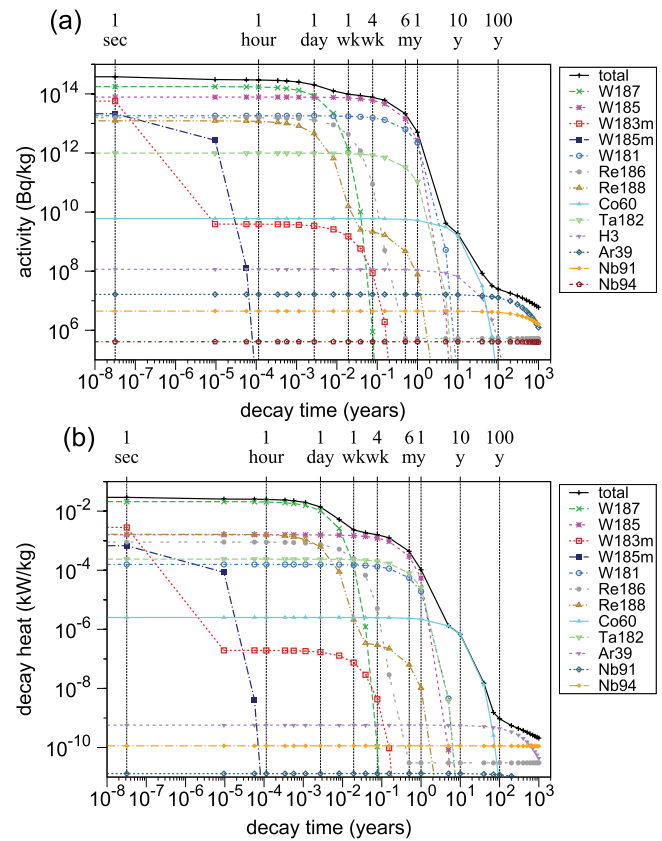 (a)
1 1 1 1 4 6 1 10 100
sec hour day wk wk m y y y
10^14
10^12
10^10
10^8
10^6
activity (Bq/kg)
10^-8 10^-7 10^-6 10^-5 10^-4 10^-3 10^-2 10^-1 10^0 10^1 10^2 10^3
decay time (years)
total
W187
W185
W183m
W185m
W181
Re186
Re188
Co60
Ta182
H3
Ar39
Nb91
Nb94
(b)
1 1 1 1 4 6 1 10 100
sec hour day wk wk m y y y
10^-2
10^-4
10^-6
10^-8
10^-10
decay heat (kW/kg)
10^-8 10^-7 10^-6 10^-5 10^-4 10^-3 10^-2 10^-1 10^0 10^1 10^2 10^3
decay time (years)
total
W187
W185
W183m
W185m
W181
Re186
Re188
Co60
Ta182
Ar39
Nb91
Nb94